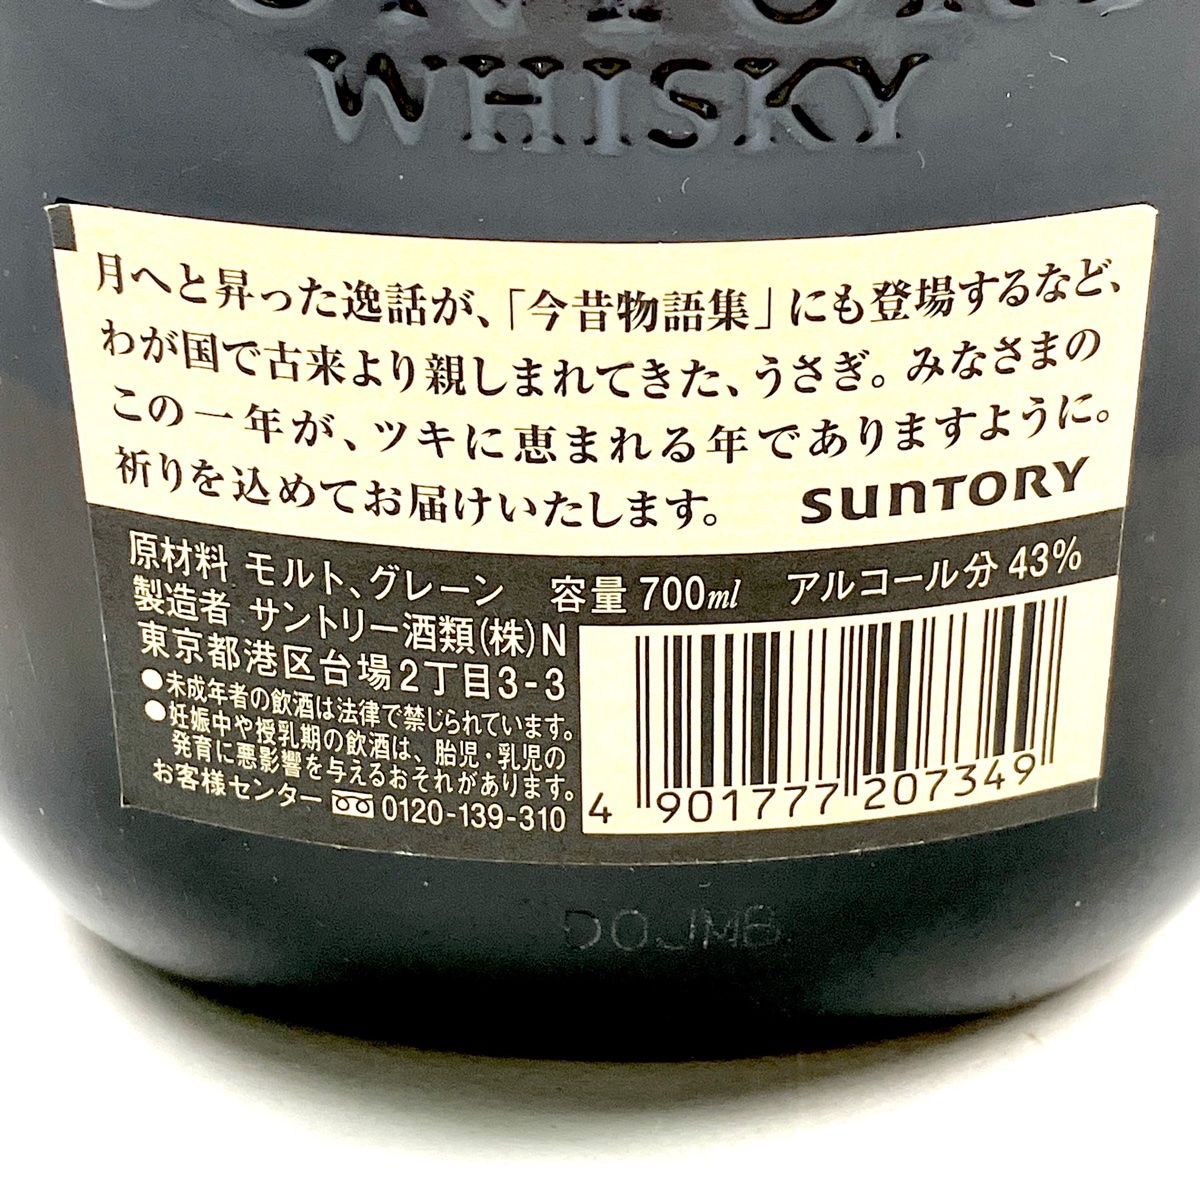 WHISKY
月へと昇った逸話が、「今昔物語集」にも登場するなど、
わが国で古来より親しまれてきた、うさぎ。みなさまの
この一年が、ツキに恵まれる年でありますように。
祈りを込めてお届けいたします。 SUNTORY
原材料 モルト、グレーン 容量 700ml アルコール分 43%
製造者 サントリー酒類(株)N
東京都港区台場2丁目3-3
●未成年者の飲酒は法律で禁じられています。
●妊娠中や授乳期の飲酒は、胎児・乳児の
発育に悪影響を与えるおそれがあります。
お客様センター 0120-139-310
4 901777 207349